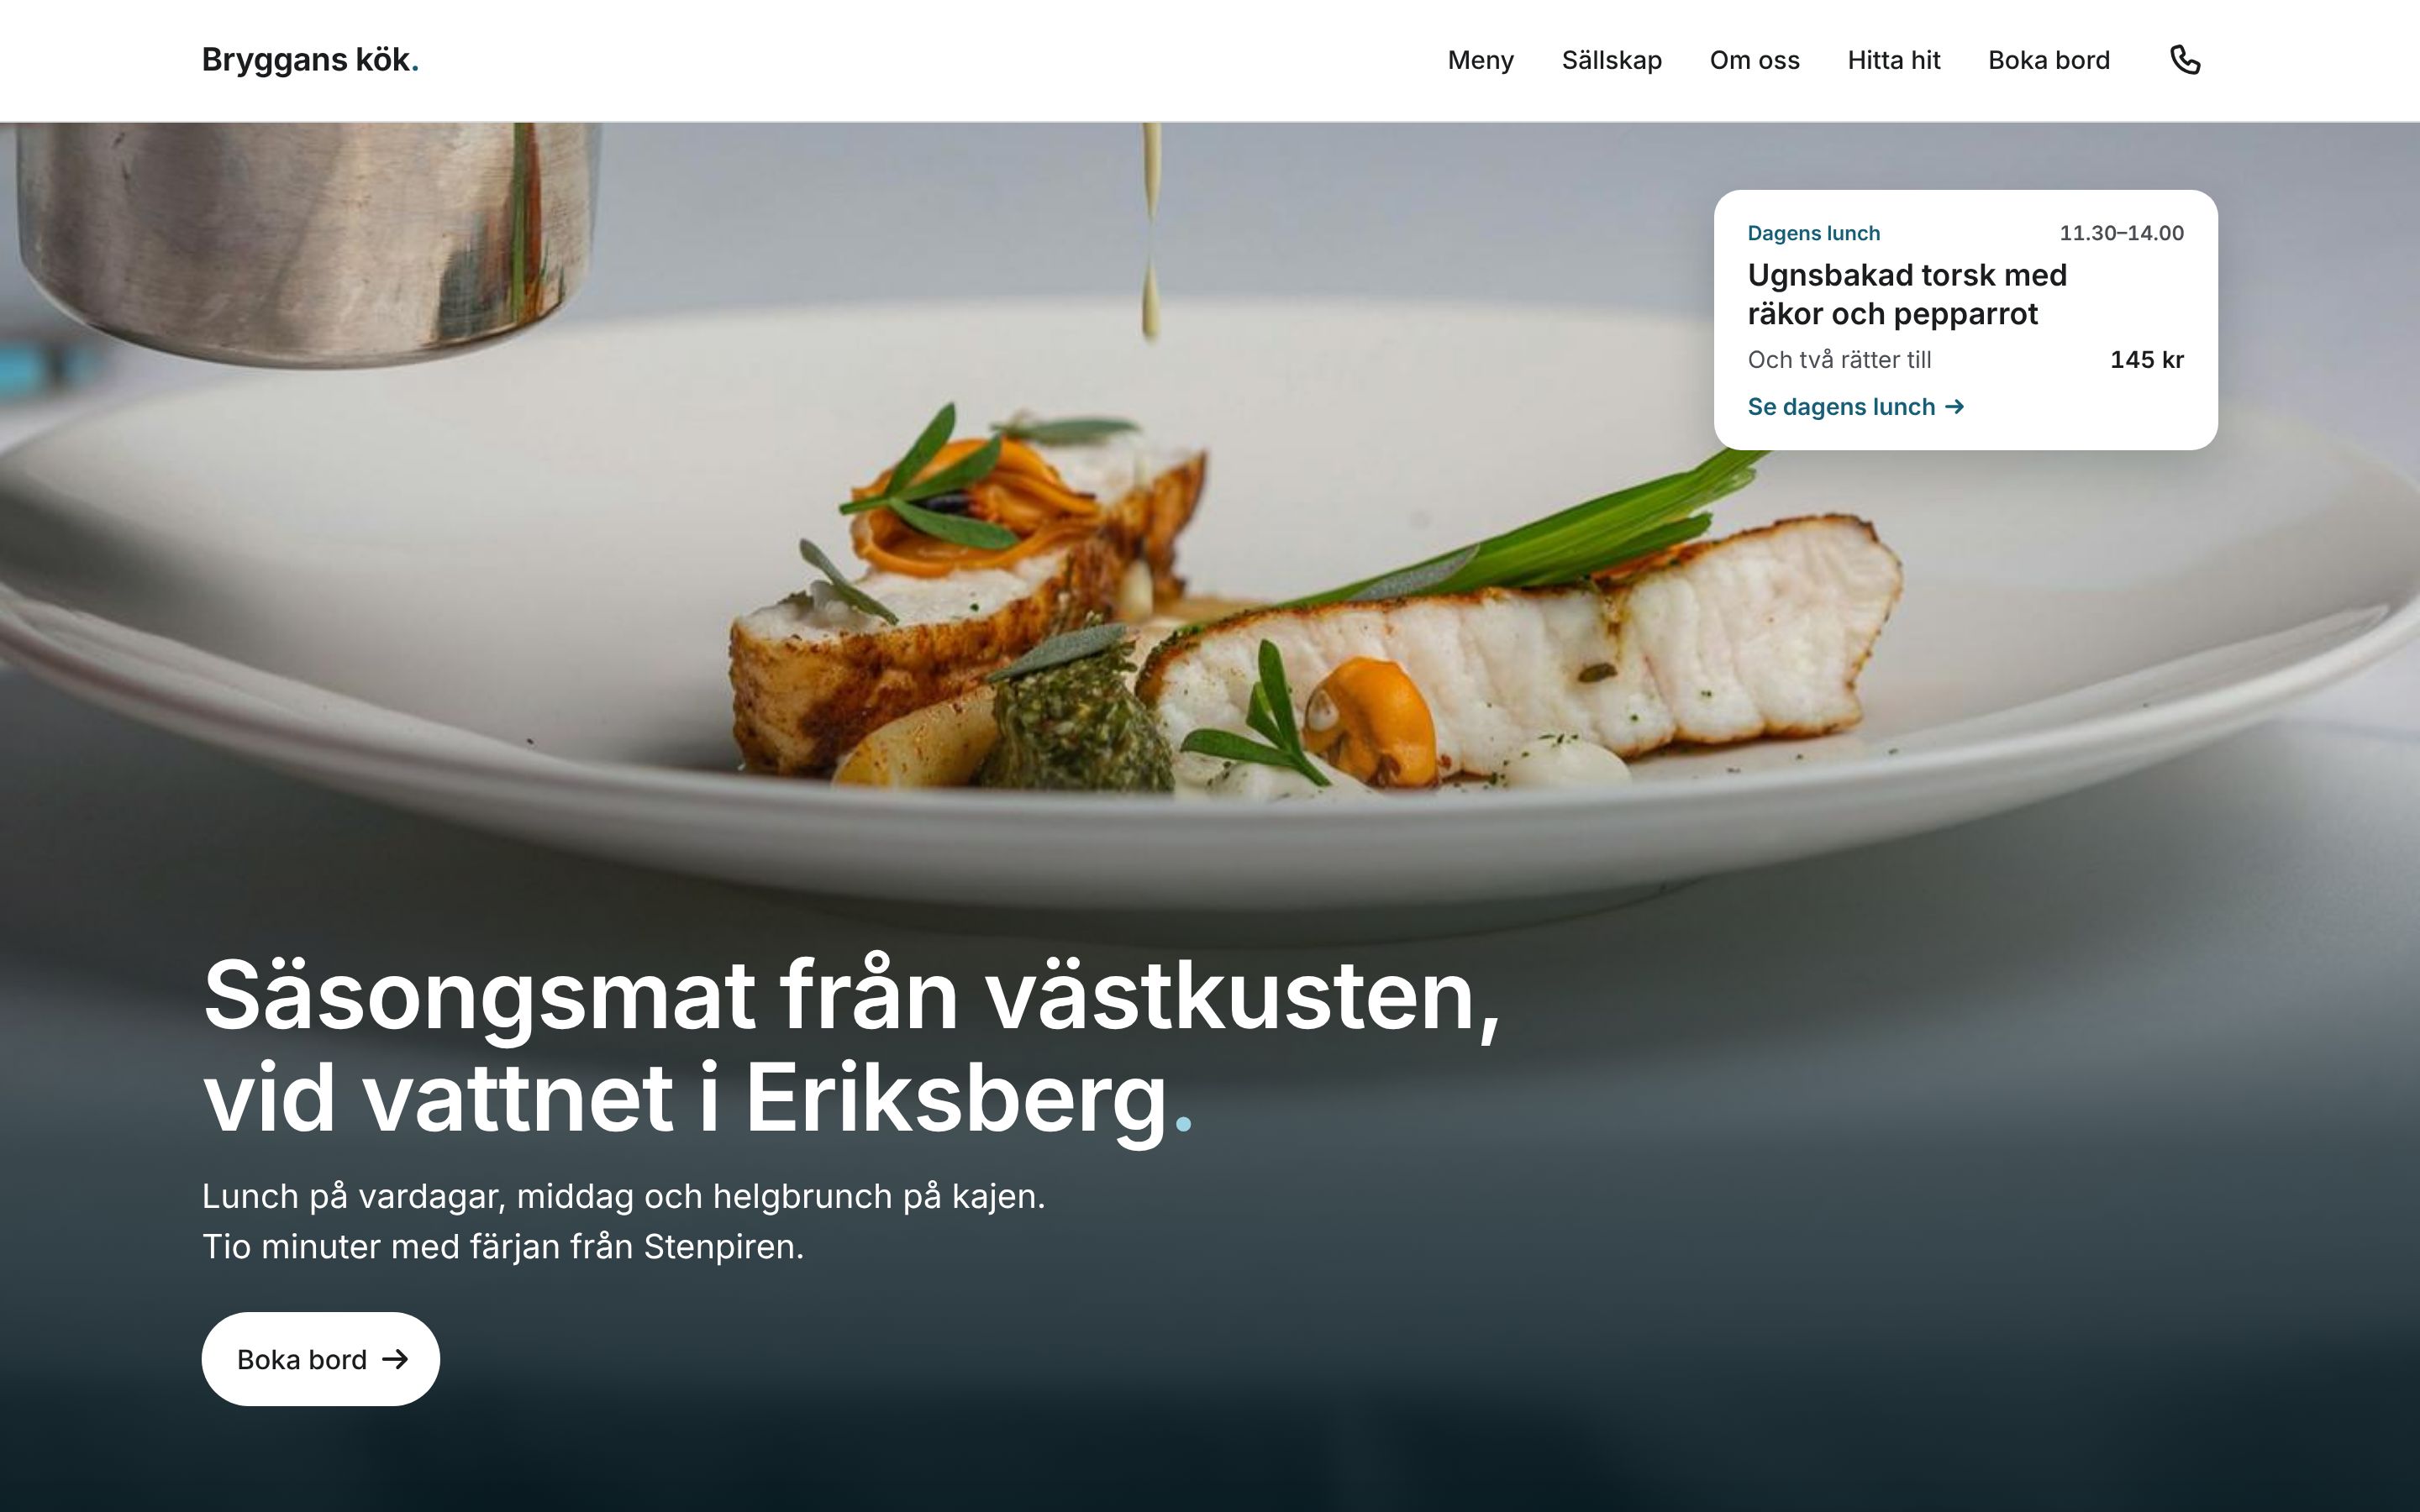 Bryggans kök.
Meny
Sällskap
Om oss
Hitta hit
Boka bord
Dagens lunch
11.30–14.00
Ugnsbakad torsk med
räkor och pepparrot
Och två rätter till
145 kr
Se dagens lunch
Säsongsmat från västkusten,
vid vattnet i Eriksberg.
Lunch på vardagar, middag och helgbrunch på kajen.
Tio minuter med färjan från Stenpiren.
Boka bord